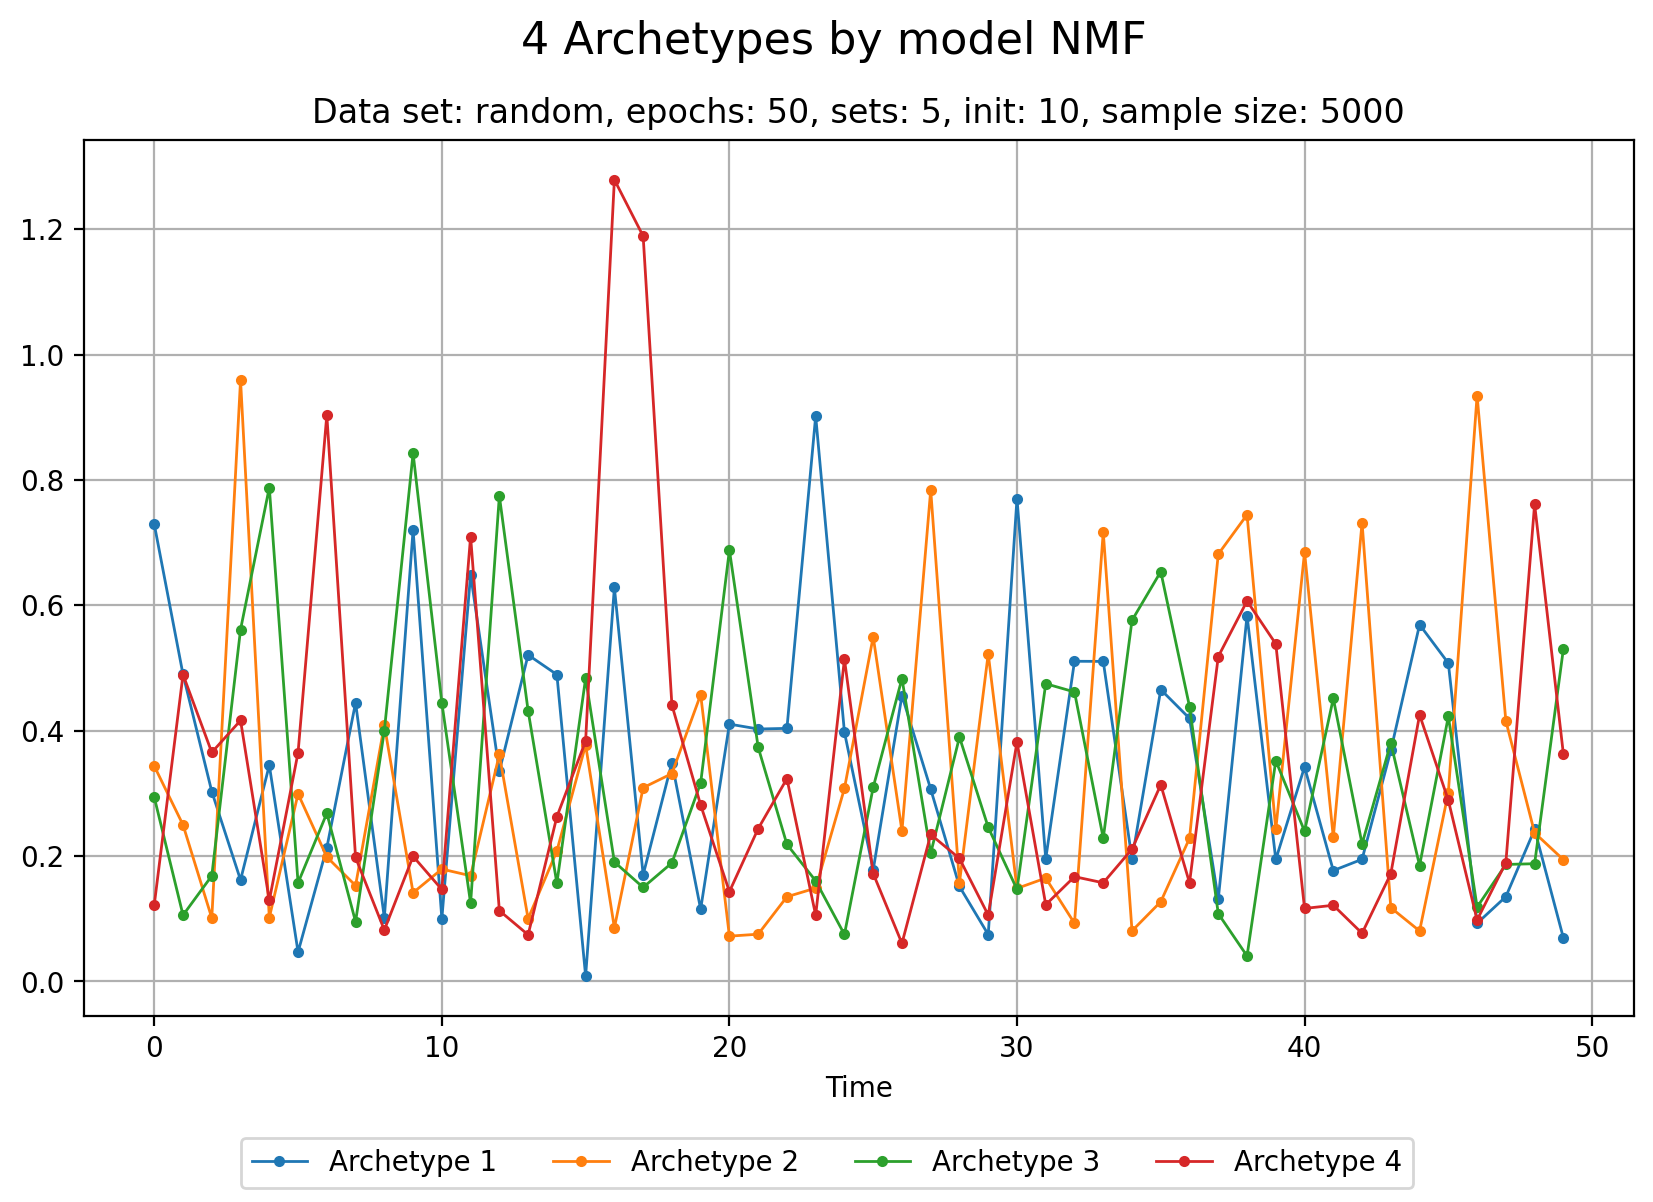 4 Archetypes by model NMF
Data set: random, epochs: 50, sets: 5, init: 10, sample size: 5000
1.2
1.0
0.8
0.6
0.4
0.2
0.0
0 10 20 30 40 50
Time
Archetype 1 Archetype 2 Archetype 3 Archetype 4